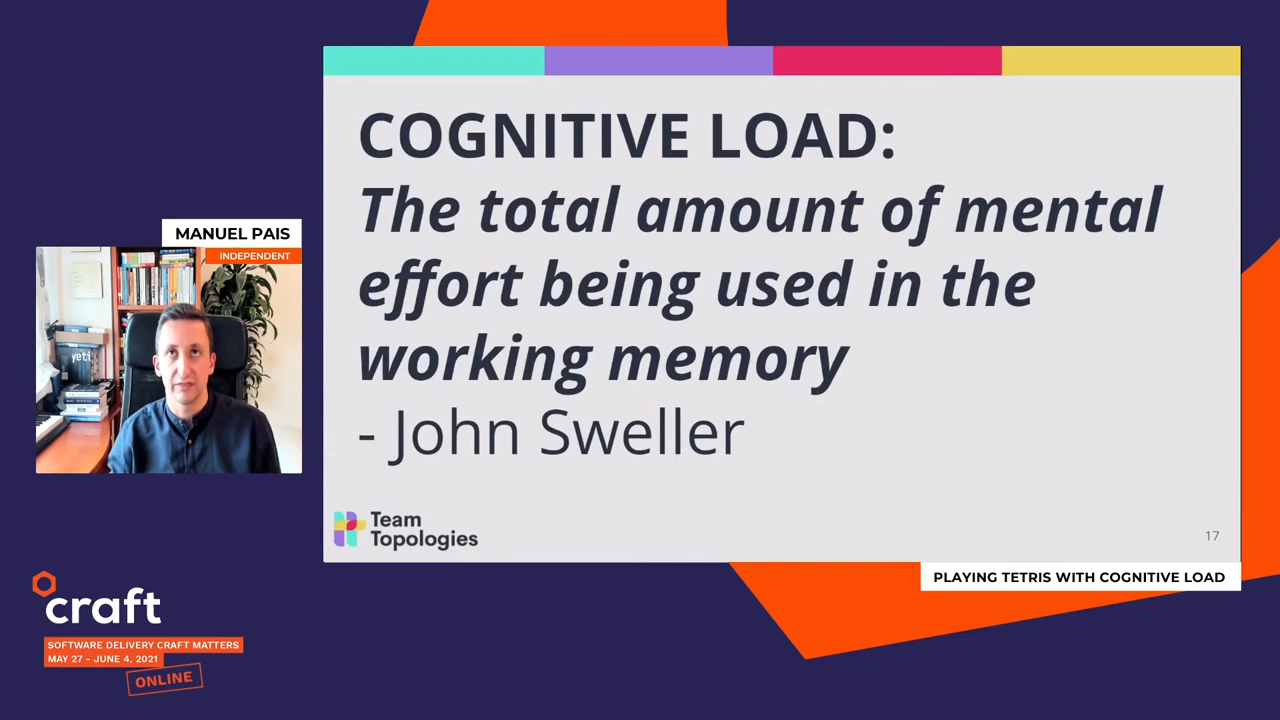 COGNITIVE LOAD:
The total amount of mental
effort being used in the
working memory
- John Sweller
Team
Topologies
17
MANUEL PAIS
INDEPENDENT
yeti
PLAYING TETRIS WITH COGNITIVE LOAD
craft
SOFTWARE DELIVERY CRAFT MATTERS
MAY 27 - JUNE 4, 2021
ONLINE